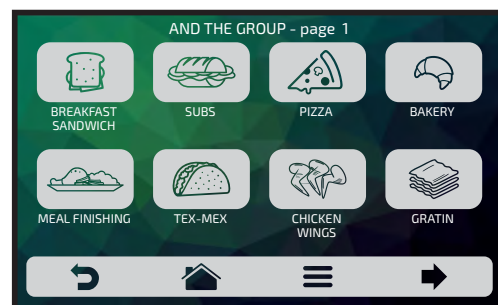 AND THE GROUP - page 1
BREAKFAST
SANDWICH
SUBS
PIZZA
BAKERY
MEAL FINISHING
TEX-MEX
CHICKEN
WINGS
GRATIN